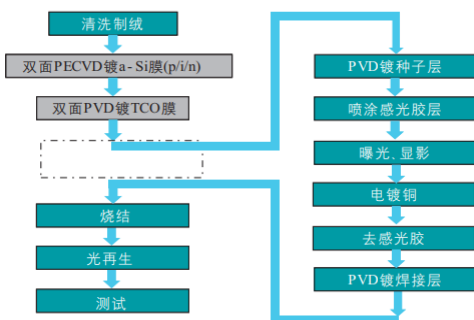 清洗制绒
双面PECVD镀a-Si膜(p/i/n)
双面PVD镀TCO膜
PVD镀种子层
喷涂感光胶层
曝光、显影
电镀铜
去感光胶
PVD镀焊接层
烧结
光再生
测试